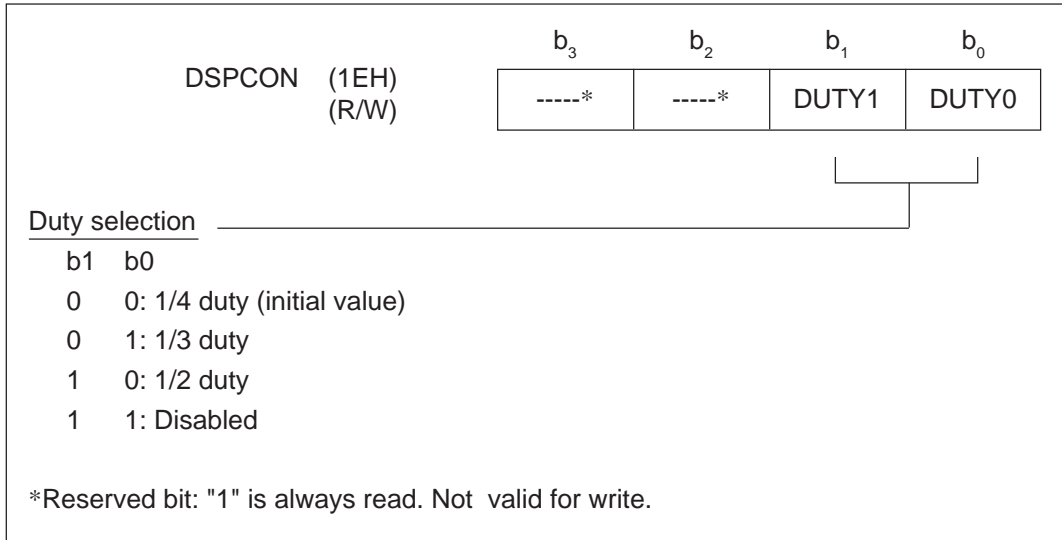 b3 b2 b1 b0
DSPCON (1EH)
(R/W)
-----* -----* DUTY1 DUTY0
Duty selection
b1 b0
0 0: 1/4 duty (initial value)
0 1: 1/3 duty
1 0: 1/2 duty
1 1: Disabled
*Reserved bit: "1" is always read. Not valid for write.